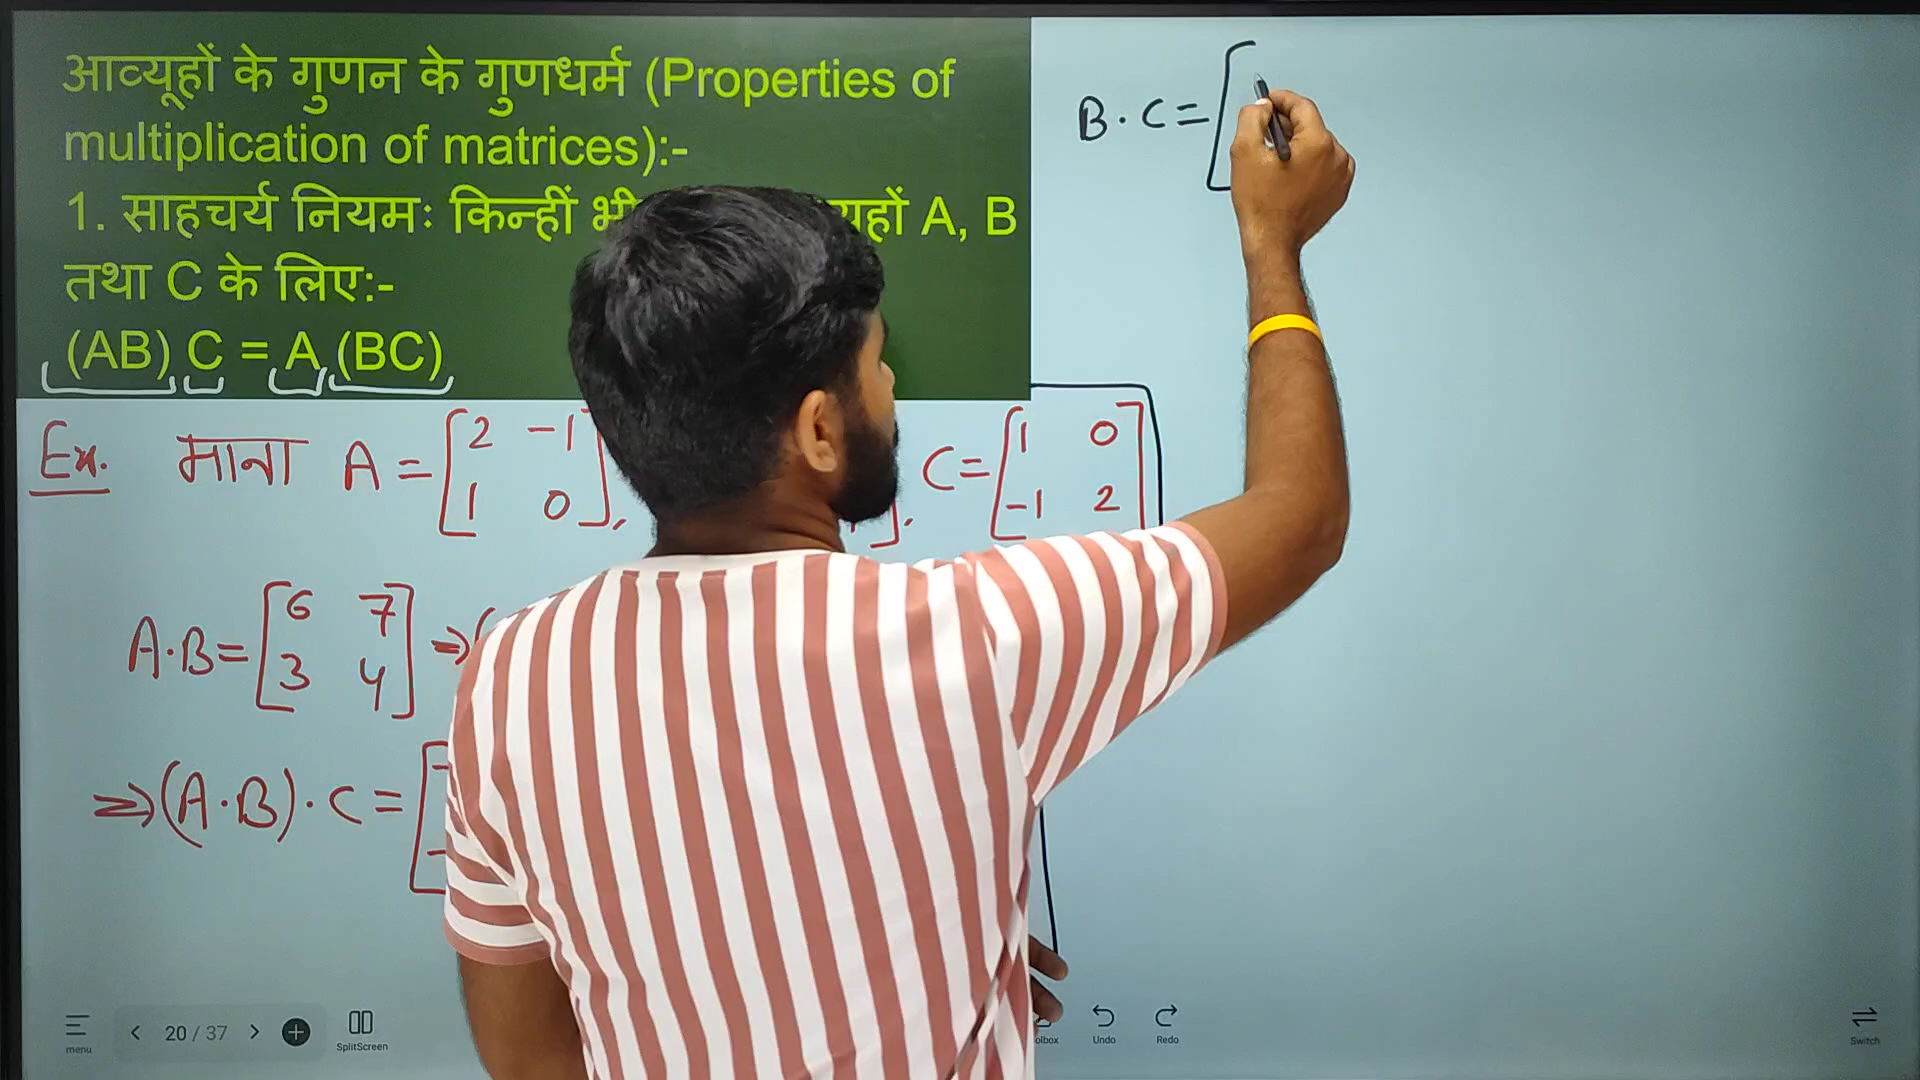 आव्यूहों के गुणन के गुणधर्म (Properties of
multiplication of matrices):-
1. साहचर्य नियमः किन्हीं A, B
तथा C के लिए:-
(AB) C = A (BC)
B · C = [
Ex. माना A = [2 -1
1 0], C = [1 0
-1 2]
A·B = [6 7
3 4] ⇒
⇒ (A·B)·C = [
menu
20 / 37
SplitScreen
Undo
Redo
Switch